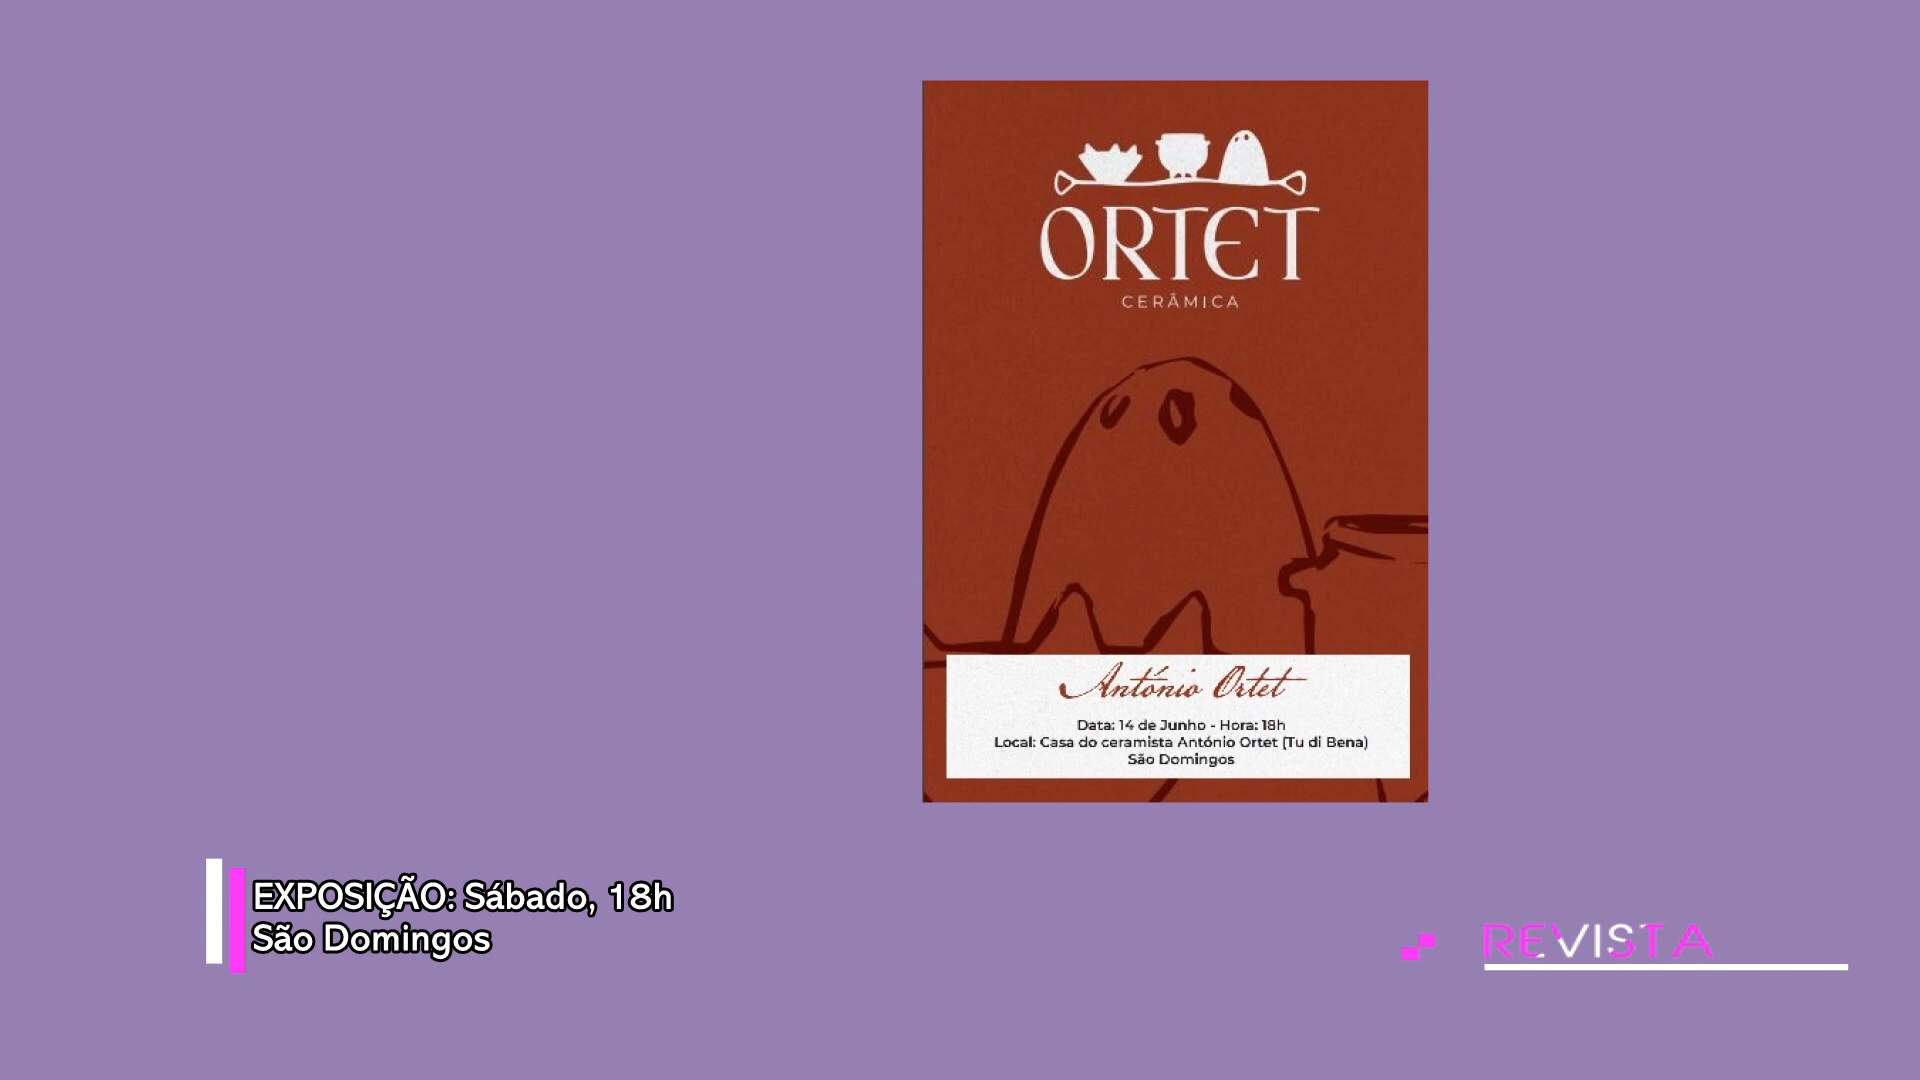 ORTET
CERÂMICA
António Ortet
Data: 14 de Junho - Hora: 18h
Local: Casa do ceramista António Ortet (Tu di Bena)
São Domingos
EXPOSIÇÃO: Sábado, 18h
São Domingos
REVISTA